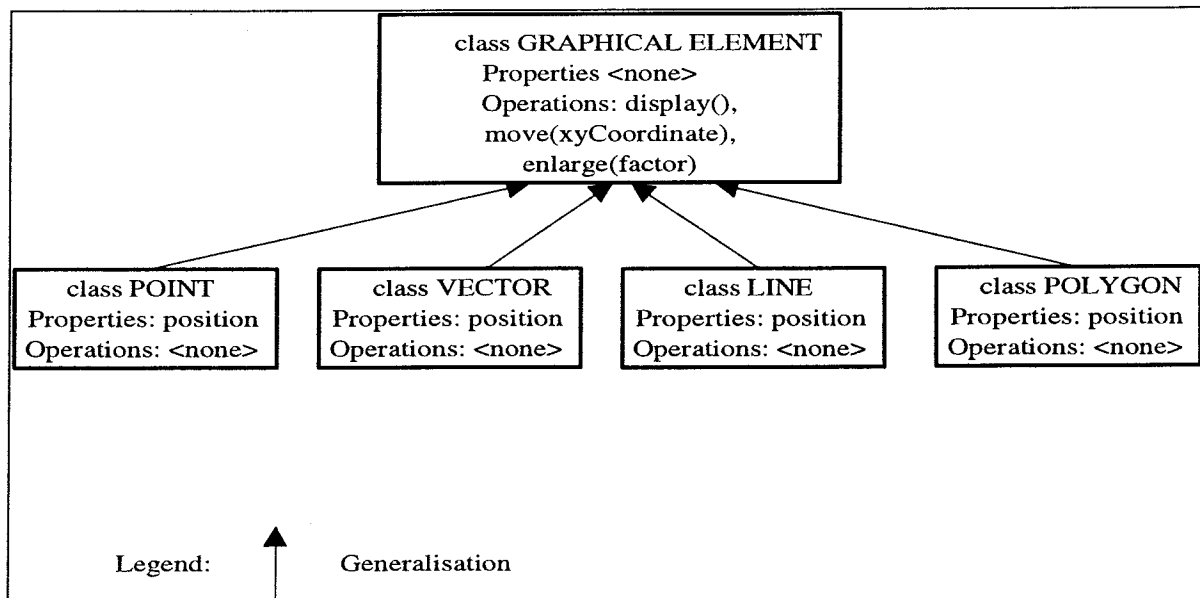 class GRAPHICAL ELEMENT
Properties <none>
Operations: display(),
move(xyCoordinate),
enlarge(factor)
class POINT
Properties: position
Operations: <none>
class VECTOR
Properties: position
Operations: <none>
class LINE
Properties: position
Operations: <none>
class POLYGON
Properties: position
Operations: <none>
Legend:
Generalisation